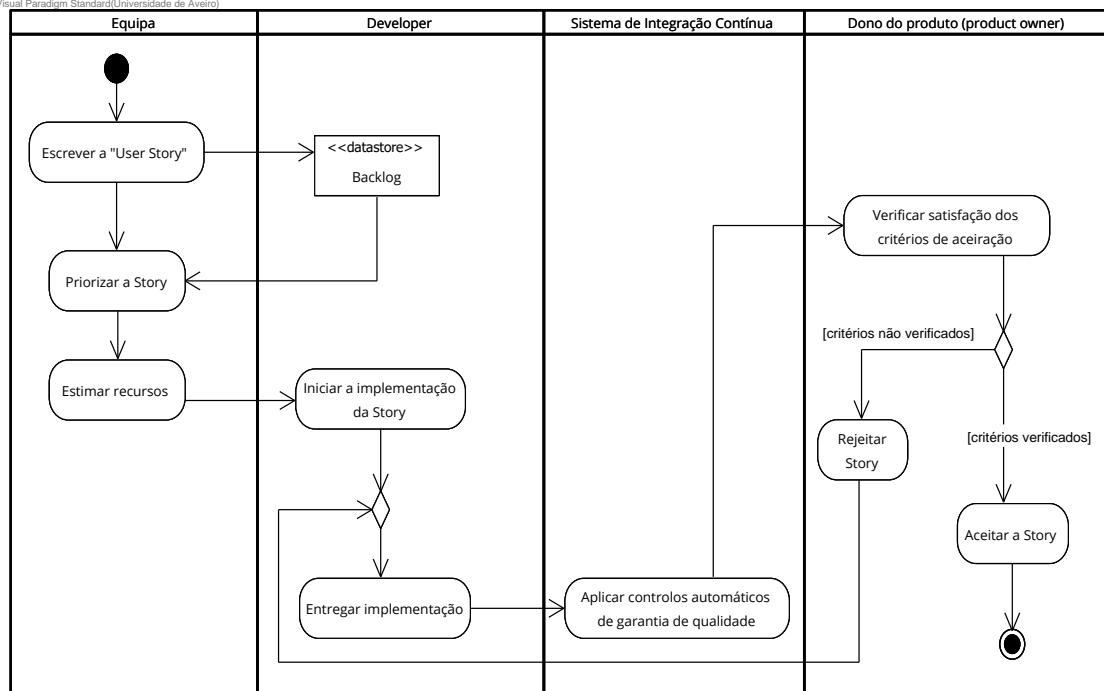 Visual Paradigm Standard(Universidade de Aveiro)
Equipa
Developer
Sistema de Integração Contínua
Dono do produto (product owner)
Escrever a "User Story"
<<datastore>>
Backlog
Priorizar a Story
Estimar recursos
Iniciar a implementação
da Story
Entregar implementação
Aplicar controlos automáticos
de garantia de qualidade
Verificar satisfação dos
critérios de aceiração
[critérios não verificados]
Rejeitar
Story
[critérios verificados]
Aceitar a Story